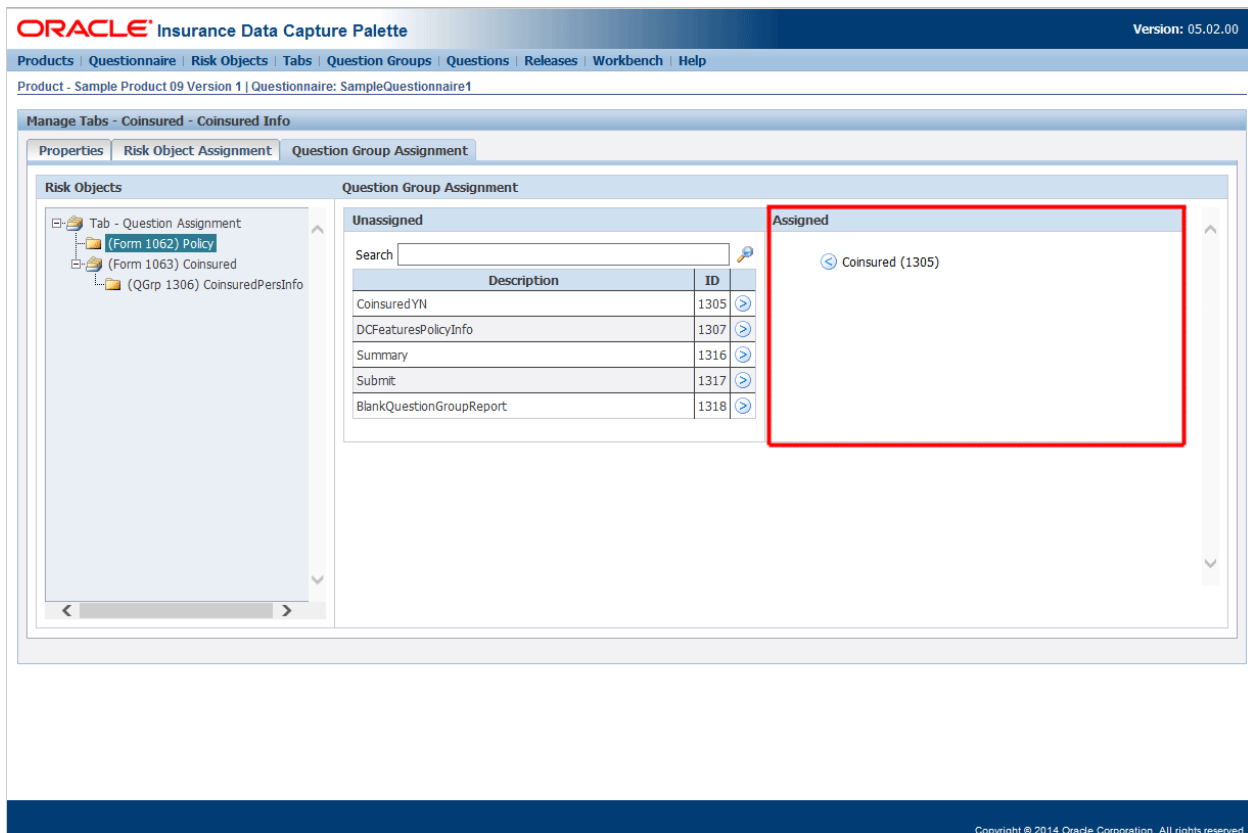 ORACLE Insurance Data Capture Palette Version: 05.02.00
Products | Questionnaire | Risk Objects | Tabs | Question Groups | Questions | Releases | Workbench | Help
Product - Sample Product 09 Version 1 | Questionnaire: SampleQuestionnaire1
Manage Tabs - Coinsured - Coinsured Info
Properties Risk Object Assignment Question Group Assignment
Risk Objects
Tab - Question Assignment
(Form 1062) Policy
(Form 1063) Coinsured
(QGrp 1306) CoinsuredPersInfo
Question Group Assignment
Unassigned
Search
Description ID
CoinsuredYN 1305
DCFeaturesPolicyInfo 1307
Summary 1316
Submit 1317
BlankQuestionGroupReport 1318
Assigned
Coinsured (1305)
Copyright © 2014 Oracle Corporation. All rights reserved.